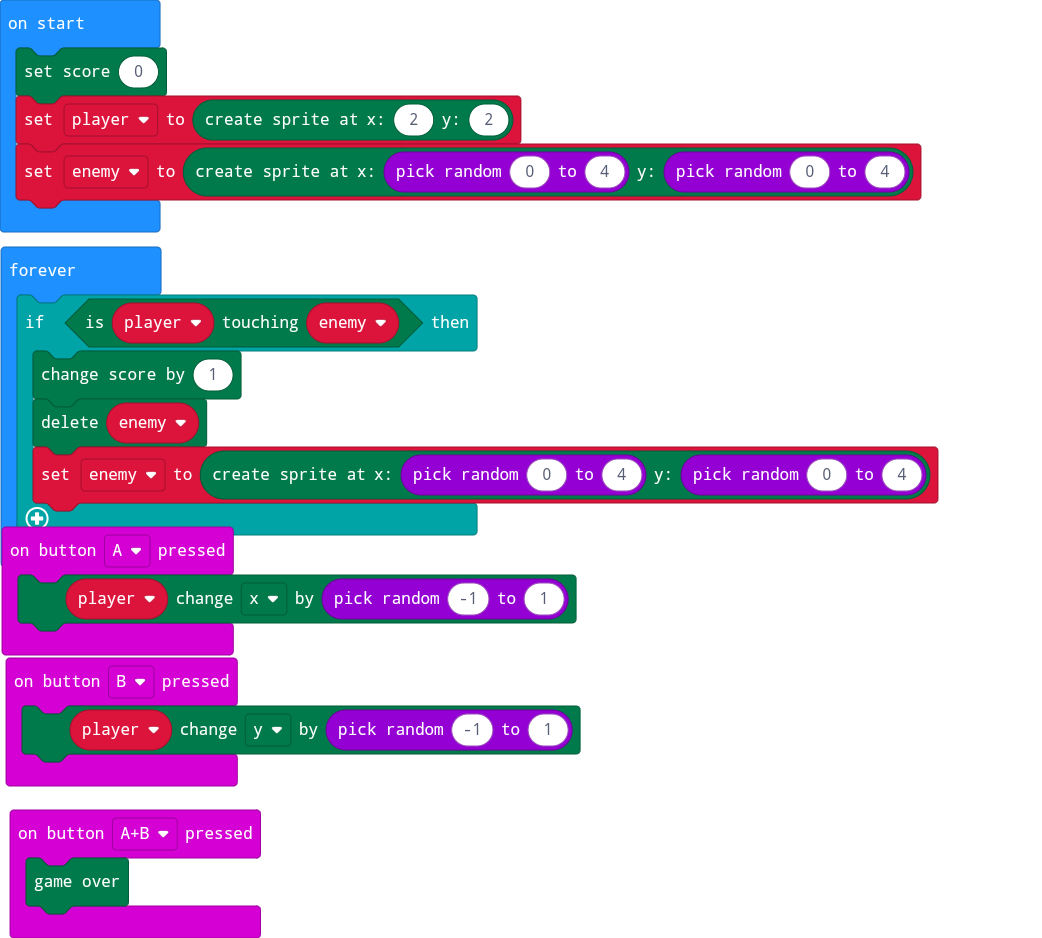 on start
set score 0
set player to create sprite at x: 2 y: 2
set enemy to create sprite at x: pick random 0 to 4 y: pick random 0 to 4
forever
if is player touching enemy then
change score by 1
delete enemy
set enemy to create sprite at x: pick random 0 to 4 y: pick random 0 to 4
on button A pressed
player change x by pick random -1 to 1
on button B pressed
player change y by pick random -1 to 1
on button A+B pressed
game over